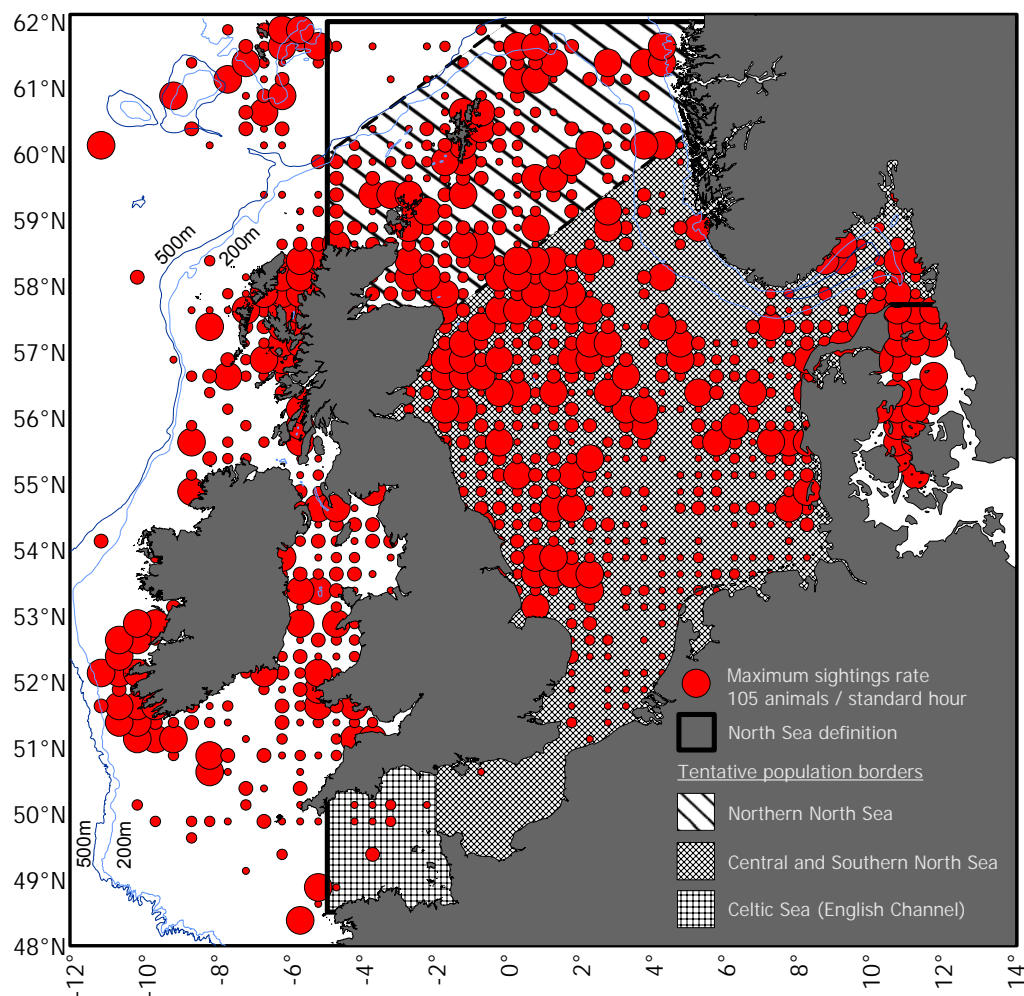 62°N
61°N
60°N
59°N
58°N
57°N
56°N
55°N
54°N
53°N
52°N
51°N
50°N
49°N
48°N
500m
200m
500m
200m
Maximum sightings rate
105 animals / standard hour
North Sea definition
Tentative population borders
Northern North Sea
Central and Southern North Sea
Celtic Sea (English Channel)
-12°
-10°
-8°
-6°
-4°
-2°
0°
2°
4°
6°
8°
10°
12°
14°